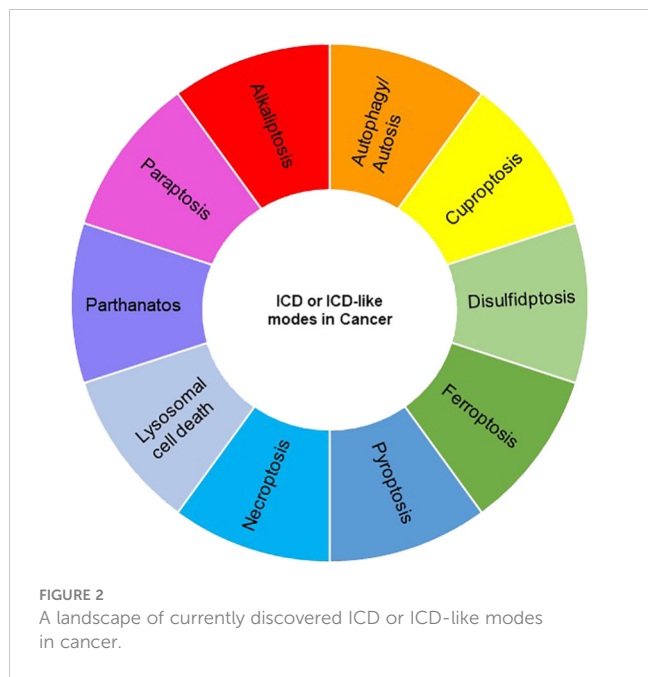 Alkaliptosis
Autophagy/
Autosis
Cuproptosis
Disulfidptosis
Ferroptosis
Pyroptosis
Necroptosis
Lysosomal
cell death
Parthanatos
Paraptosis
ICD or ICD-like
modes in Cancer
FIGURE 2
A landscape of currently discovered ICD or ICD-like modes
in cancer.